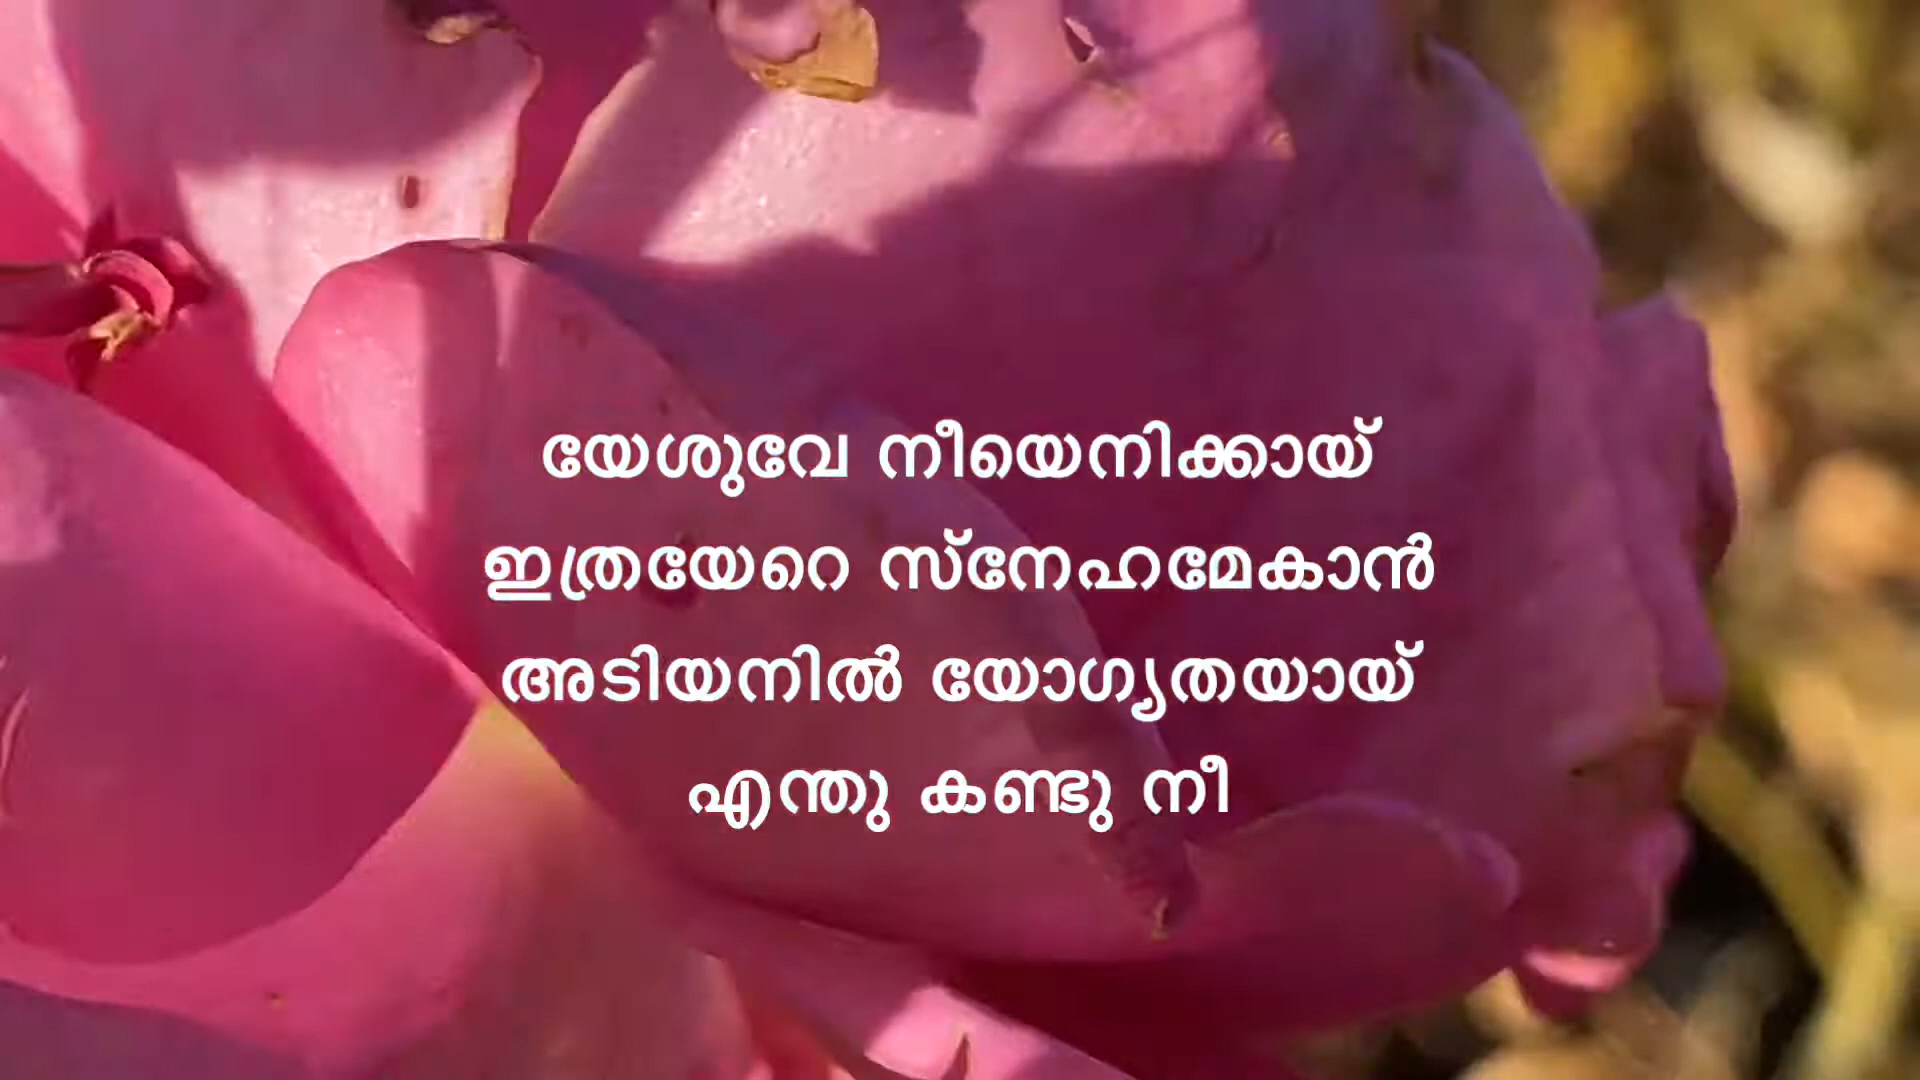 യേശുവേ നീയെനിക്കായ്
ഇത്രയേറെ സ്നേഹമേകാൻ
അടിയനിൽ യോഗ്യതയായ്
എന്തു കണ്ടു നീ